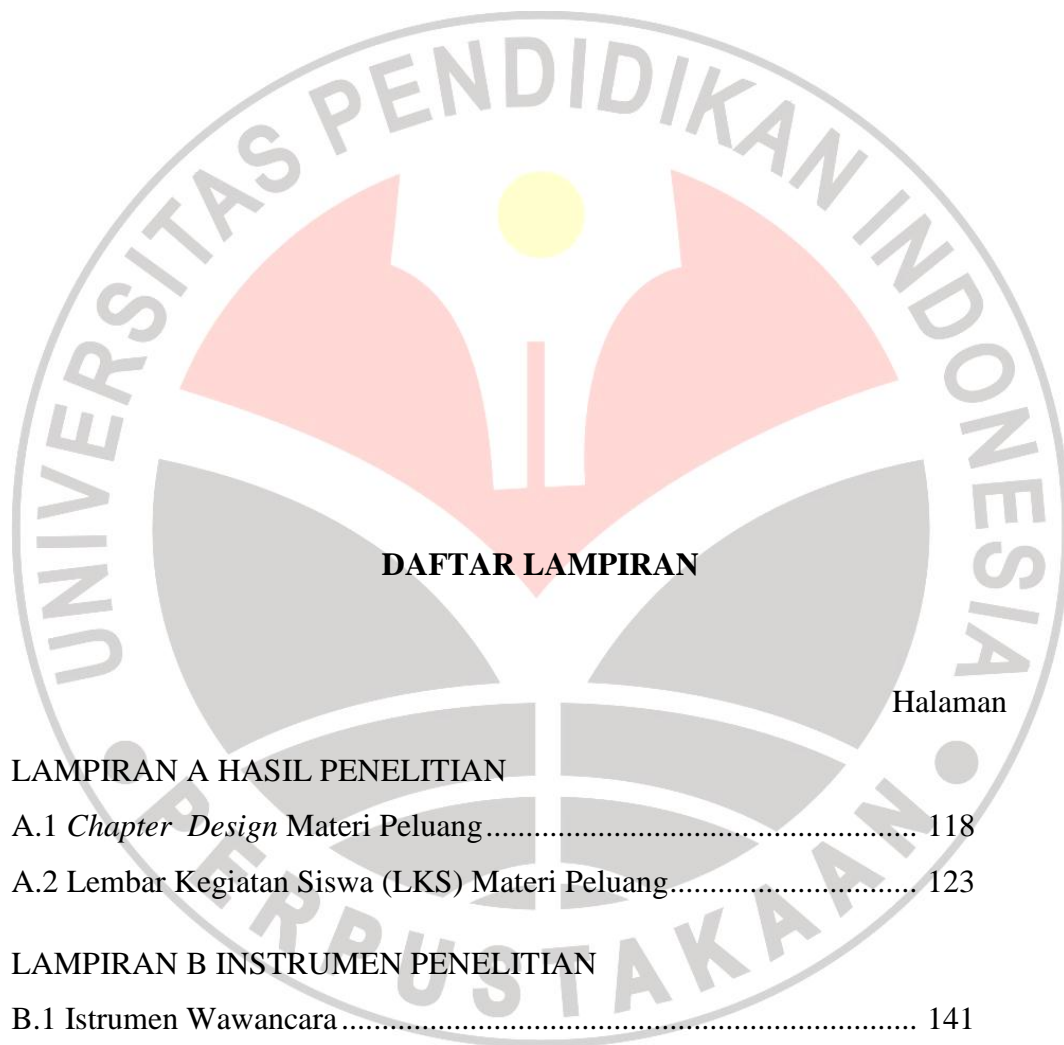 UNIVERSITAS PENDIDIKAN INDONESIA
DAFTAR LAMPIRAN
Halaman
LAMPIRAN A HASIL PENELITIAN
A.1 Chapter Design Materi Peluang................................................ 118
A.2 Lembar Kegiatan Siswa (LKS) Materi Peluang............................ 123
LAMPIRAN B INSTRUMEN PENELITIAN
B.1 Istrumen Wawancara................................................................ 141
PERPUSTAKAAN